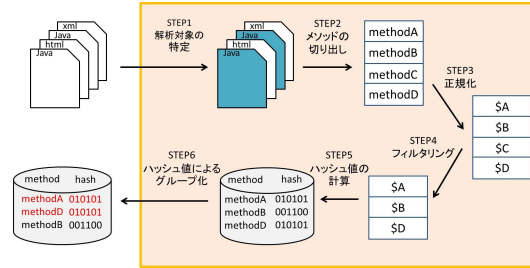 xml
Java
html
Java
STEP1
解析対象の
特定
xml
Java
html
Java
STEP2
メソッドの
切り出し
methodA
methodB
methodC
methodD
STEP3
正規化
$A
$B
$C
$D
STEP4
フィルタリング
$A
$B
$D
STEP5
ハッシュ値の
計算
method hash
methodA 010101
methodB 001100
methodD 010101
STEP6
ハッシュ値による
グループ化
method hash
methodA 010101
methodD 010101
methodB 001100